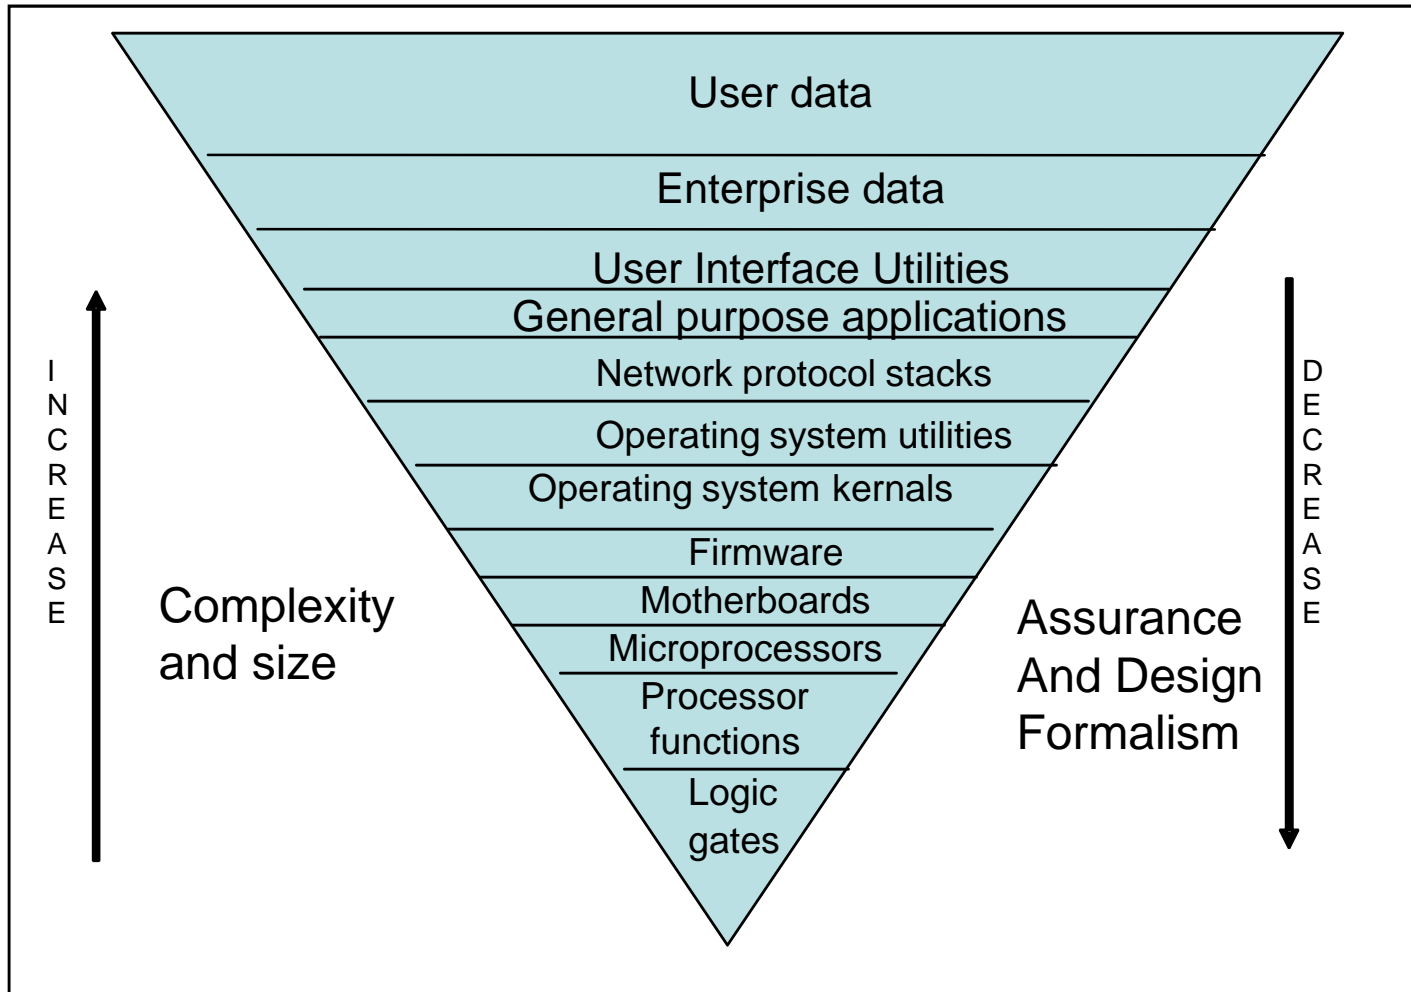 User data
Enterprise data
User Interface Utilities
General purpose applications
Network protocol stacks
Operating system utilities
Operating system kernals
Firmware
Motherboards
Microprocessors
Processor
functions
Logic
gates
I
N
C
R
E
A
S
E
Complexity
and size
D
E
C
R
E
A
S
E
Assurance
And Design
Formalism